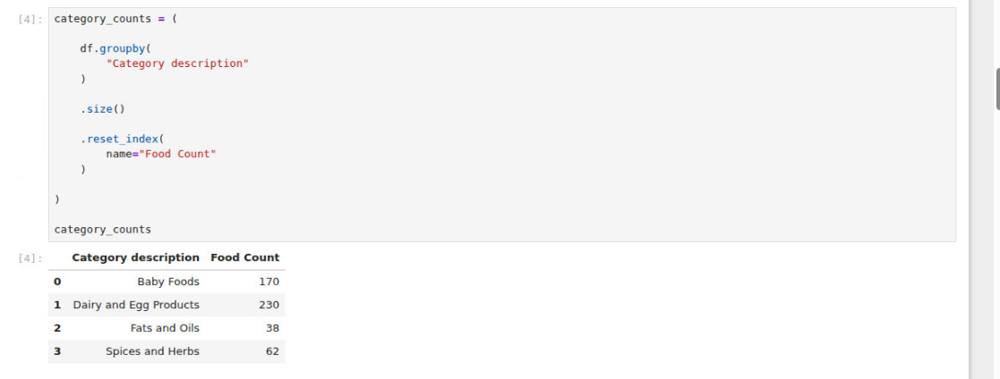 [4]: category_counts = (
df.groupby(
"Category description"
)
.size()
.reset_index(
name="Food Count"
)
)
category_counts
[4]: Category description Food Count
0 Baby Foods 170
1 Dairy and Egg Products 230
2 Fats and Oils 38
3 Spices and Herbs 62